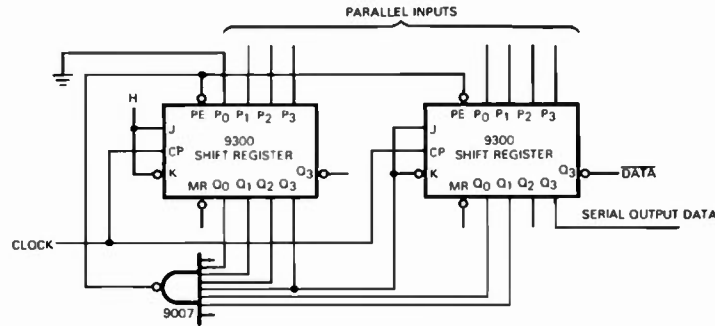 PARALLEL INPUTS
H
PE P0 P1 P2 P3
J
9300
CP
SHIFT REGISTER
K
Q3
MR Q0 Q1 Q2 Q3
PE P0 P1 P2 P3
J
9300
CP
SHIFT REGISTER
K
Q3
MR Q0 Q1 Q2 Q3
DATA
SERIAL OUTPUT DATA
CLOCK
9007